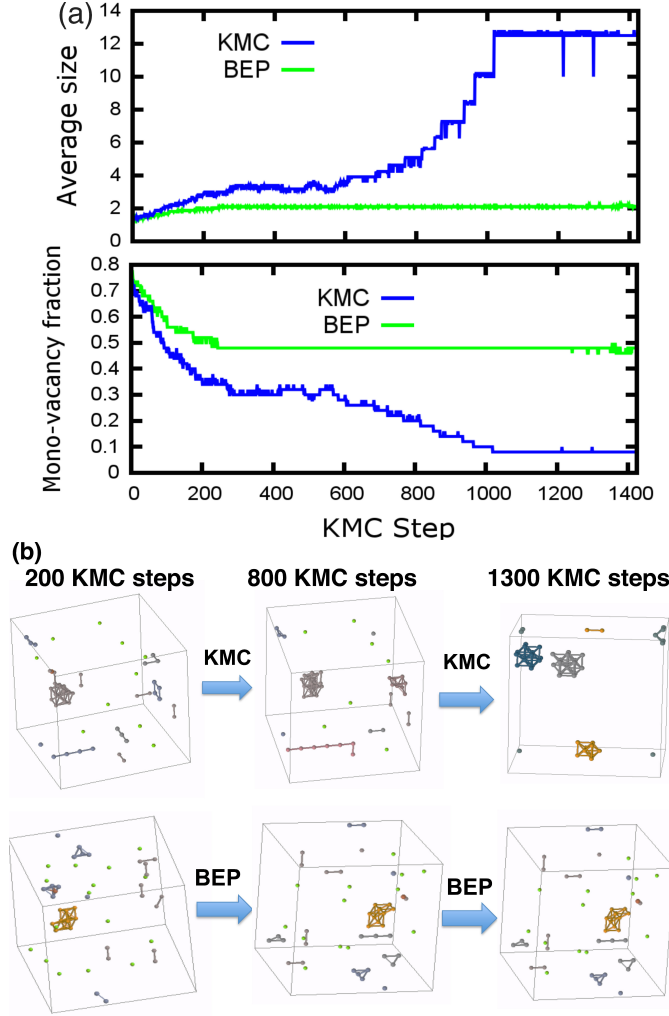 (a)
14
12
10
8
6
4
2
0
Average size
KMC
BEP
0.8
0.7
0.6
0.5
0.4
0.3
0.2
0.1
0
Mono-vacancy fraction
KMC
BEP
0 200 400 600 800 1000 1200 1400
KMC Step
(b)
200 KMC steps 800 KMC steps 1300 KMC steps
KMC KMC
BEP BEP